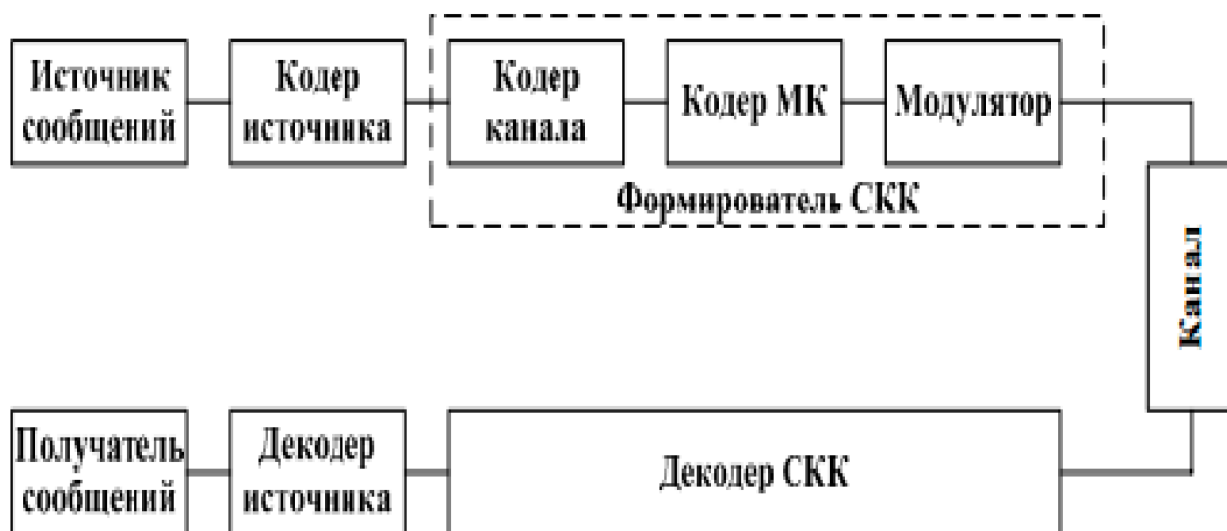 Источник
сообщений
Кодер
источника
Кодер
канала
Кодер МК
Модулятор
Формирователь СКК
Канал
Получатель
сообщений
Декодер
источника
Декодер СКК